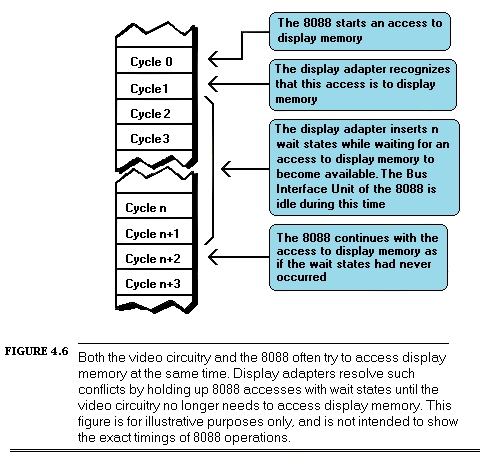 The 8088 starts an access to
display memory
Cycle 0
Cycle1
The display adapter recognizes
that this access is to display
memory
Cycle 2
Cycle3
The display adapter inserts n
wait states while waiting for an
access to display memory to
become available. The Bus
Interface Unit of the 8088 is
idle during this time
Cycle n
Cycle n+1
Cycle n+2
Cycle n+3
The 8088 continues with the
access to display memory as
if the wait states had never
occurred
FIGURE 4.6
Both the video circuitry and the 8088 often try to access display
memory at the same time. Display adapters resolve such
conflicts by holding up 8088 accesses with wait states until the
video circuitry no longer needs to access display memory. This
figure is for illustrative purposes only, and is not intended to show
the exact timings of 8088 operations.